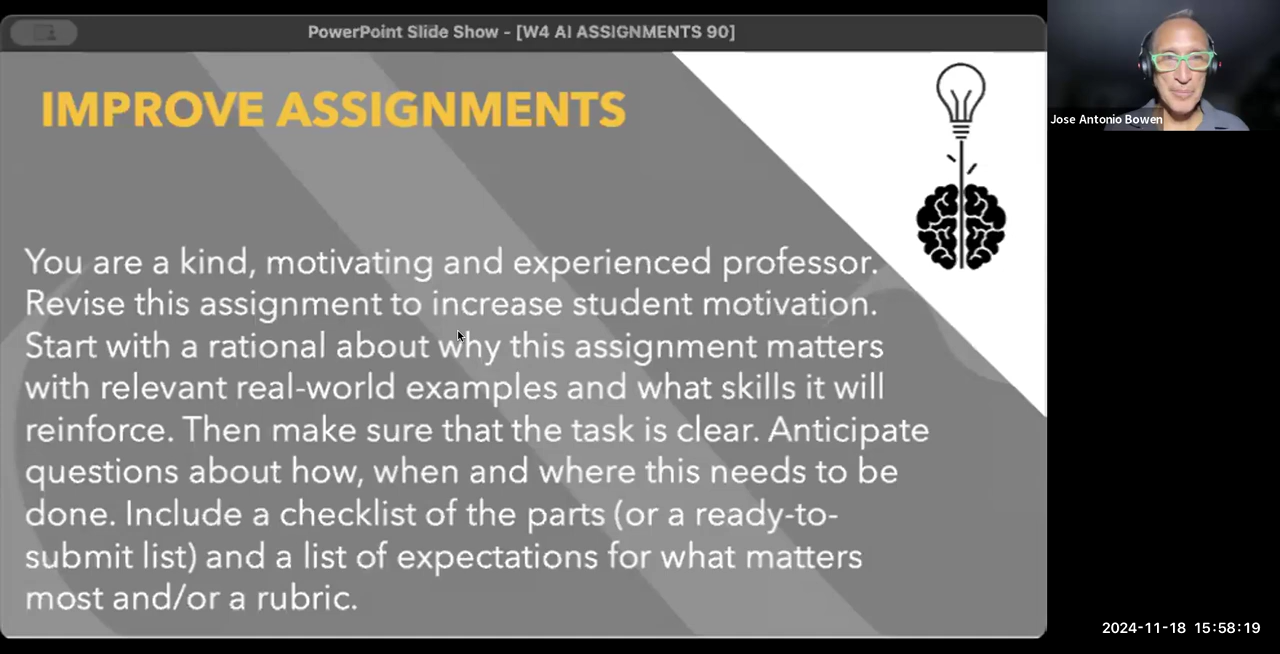 PowerPoint Slide Show - [W4 AI ASSIGNMENTS 90]
IMPROVE ASSIGNMENTS
You are a kind, motivating and experienced professor.
Revise this assignment to increase student motivation.
Start with a rational about why this assignment matters
with relevant real-world examples and what skills it will
reinforce. Then make sure that the task is clear. Anticipate
questions about how, when and where this needs to be
done. Include a checklist of the parts (or a ready-to-
submit list) and a list of expectations for what matters
most and/or a rubric.
Jose Antonio Bowen
2024-11-18 15:58:19